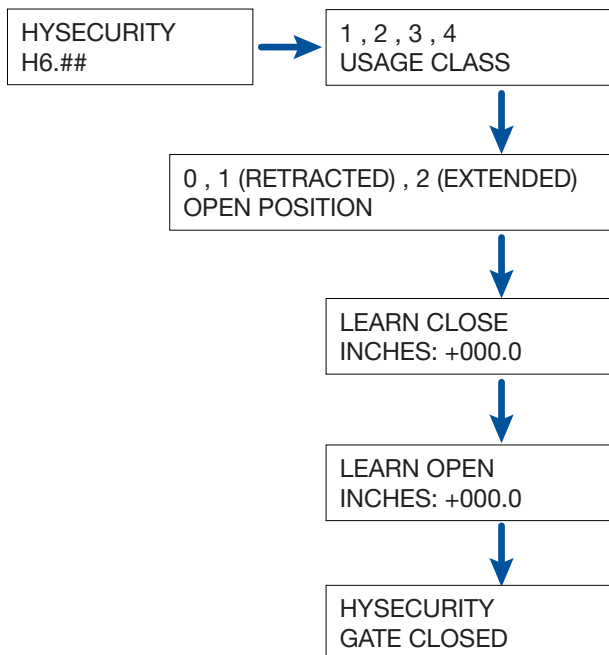 HYSECURITY
H6.##
1 , 2 , 3 , 4
USAGE CLASS
0 , 1 (RETRACTED) , 2 (EXTENDED)
OPEN POSITION
LEARN CLOSE
INCHES: +000.0
LEARN OPEN
INCHES: +000.0
HYSECURITY
GATE CLOSED